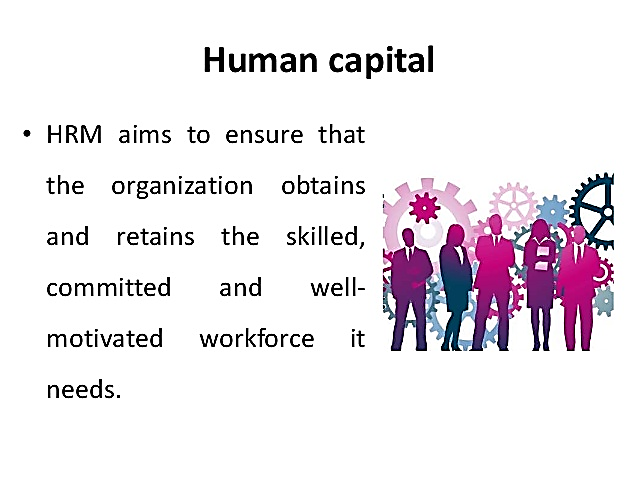 Human capital
• HRM aims to ensure that
the organization obtains
and retains the skilled,
committed and well-
motivated workforce it
needs.